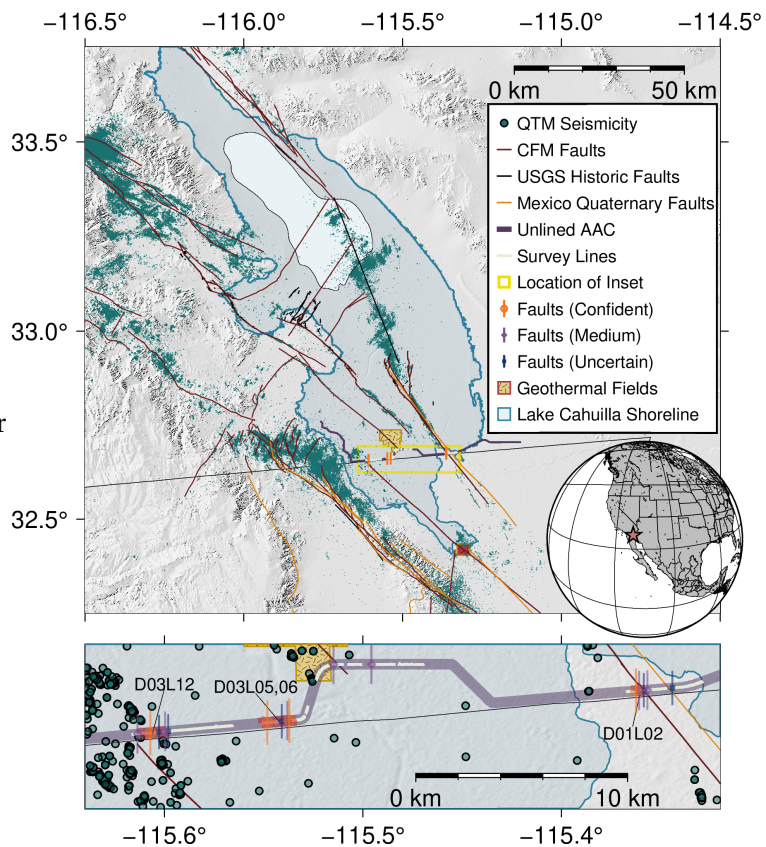 −116.5° −116.0° −115.5° −115.0° −114.5°
0 km 50 km
33.5°
33.0°
32.5°
QTM Seismicity
CFM Faults
USGS Historic Faults
Mexico Quaternary Faults
Unlined AAC
Survey Lines
Location of Inset
Faults (Confident)
Faults (Medium)
Faults (Uncertain)
Geothermal Fields
Lake Cahuilla Shoreline
r
D03L12
D03L05,06
D01L02
0 km 10 km
−115.6° −115.5° −115.4°